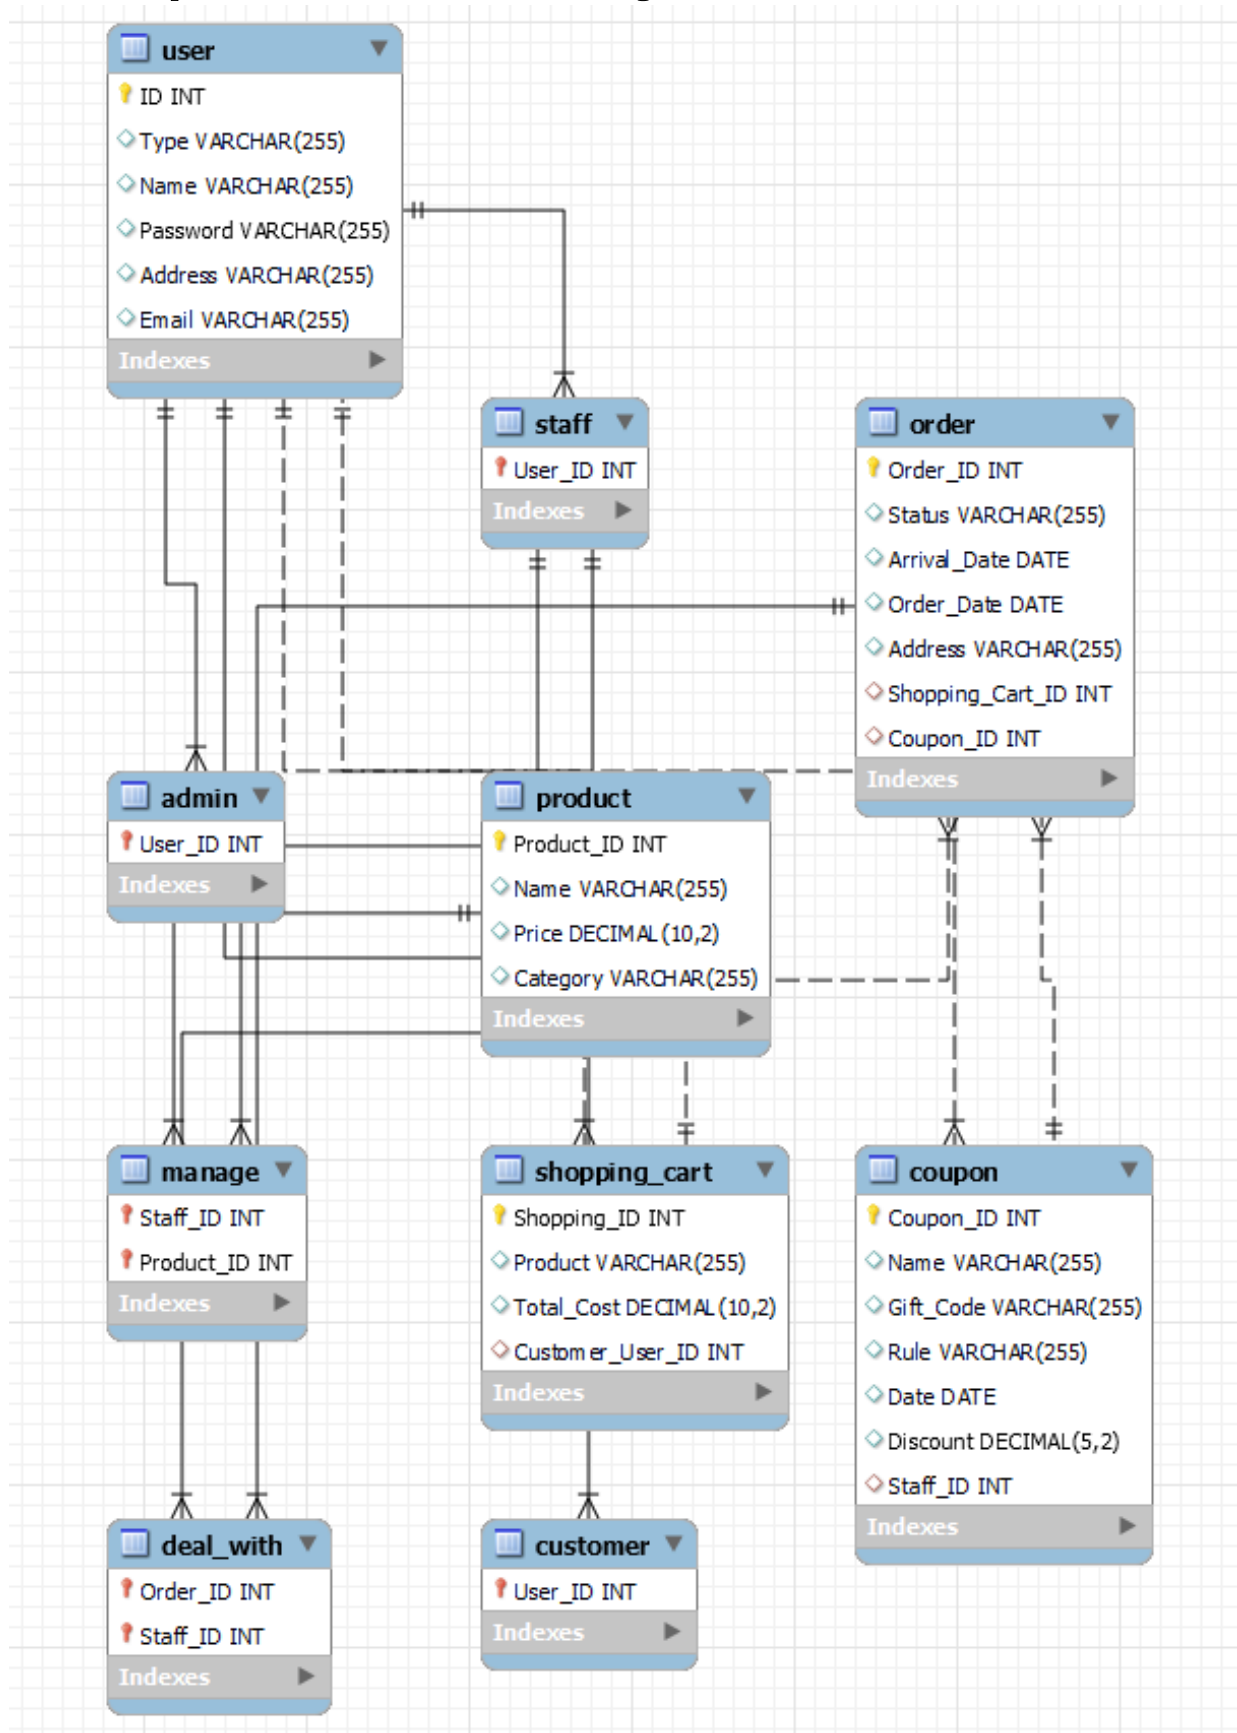 user
ID INT
Type VARCHAR(255)
Name VARCHAR(255)
Password VARCHAR(255)
Address VARCHAR(255)
Email VARCHAR(255)
Indexes
staff
User_ID INT
Indexes
order
Order_ID INT
Status VARCHAR(255)
Arrival_Date DATE
Order_Date DATE
Address VARCHAR(255)
Shopping_Cart_ID INT
Coupon_ID INT
Indexes
admin
User_ID INT
Indexes
product
Product_ID INT
Name VARCHAR(255)
Price DECIMAL(10,2)
Category VARCHAR(255)
Indexes
manage
Staff_ID INT
Product_ID INT
Indexes
shopping_cart
Shopping_ID INT
Product VARCHAR(255)
Total_Cost DECIMAL(10,2)
Customer_User_ID INT
Indexes
coupon
Coupon_ID INT
Name VARCHAR(255)
Gift_Code VARCHAR(255)
Rule VARCHAR(255)
Date DATE
Discount DECIMAL(5,2)
Staff_ID INT
Indexes
deal_with
Order_ID INT
Staff_ID INT
Indexes
customer
User_ID INT
Indexes